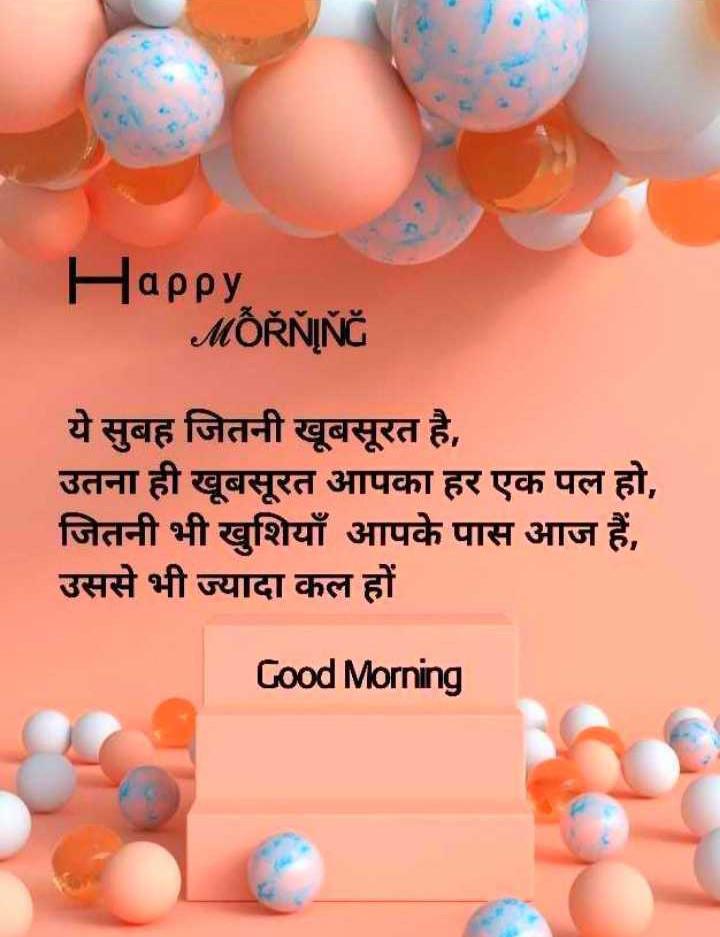 Happy
MỖŘŇĮŇĞ
ये सुबह जितनी खूबसूरत है,
उतना ही खूबसूरत आपका हर एक पल हो,
जितनी भी खुशियाँ आपके पास आज हैं,
उससे भी ज्यादा कल हों
Good Morning